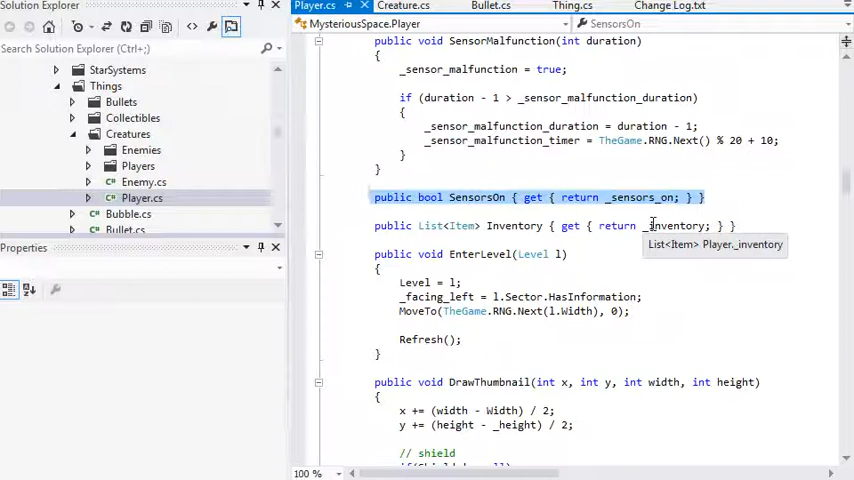 Solution Explorer
Search Solution Explorer (Ctrl+;)
StarSystems
Things
Bullets
Collectibles
Creatures
Enemies
Players
Enemy.cs
Player.cs
Bubble.cs
Bullet.cs
Properties
Player.cs
Creature.cs
Bullet.cs
Thing.cs
Change Log.txt
MysteriousSpace.Player
SensorsOn
public void SensorMalfunction(int duration)
{
_sensor_malfunction = true;
if (duration - 1 > _sensor_malfunction_duration)
{
_sensor_malfunction_duration = duration - 1;
_sensor_malfunction_timer = TheGame.RNG.Next() % 20 + 10;
}
}
public bool SensorsOn { get { return _sensors_on; } }
public List<Item> Inventory { get { return _inventory; } }
List<Item> Player._inventory
public void EnterLevel(Level l)
{
Level = l;
_facing_left = l.Sector.HasInformation;
MoveTo(TheGame.RNG.Next(l.Width), 0);
Refresh();
}
public void DrawThumbnail(int x, int y, int width, int height)
{
x += (width - Width) / 2;
y += (height - _height) / 2;
// shield
100 %